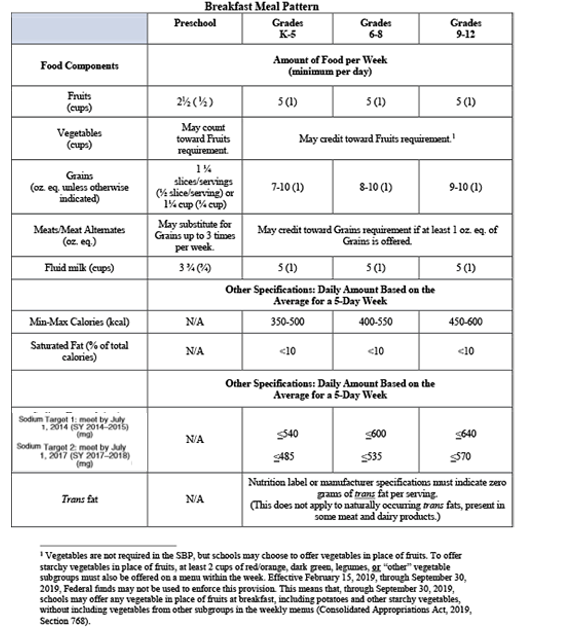 Breakfast Meal Pattern
Preschool
Grades
K-5
Grades
6-8
Grades
9-12
Food Components
Amount of Food per Week
(minimum per day)
Fruits
(cups)
2½ (½)
5 (1)
5 (1)
5 (1)
Vegetables
(cups)
May count
toward Fruits
requirement.
May credit toward Fruits requirement.¹
Grains
(oz. eq. unless otherwise
indicated)
1 ¼
slices/servings
(½ slice/serving) or
1¼ cup (¼ cup)
7-10 (1)
8-10 (1)
9-10 (1)
Meats/Meat Alternates
(oz. eq.)
May substitute for
Grains up to 3 times
per week.
May credit toward Grains requirement if at least 1 oz. eq. of
Grains is offered.
Fluid milk (cups)
3 ¾ (¾)
5 (1)
5 (1)
5 (1)
Other Specifications: Daily Amount Based on the
Average for a 5-Day Week
Min-Max Calories (kcal)
N/A
350-500
400-550
450-600
Saturated Fat (% of total
calories)
N/A
<10
<10
<10
Other Specifications: Daily Amount Based on the
Average for a 5-Day Week
Sodium Target 1: meet by July
1, 2014 (SY 2014-2015)
(mg)
Sodium Target 2: meet by July
1, 2017 (SY 2017-2018)
(mg)
N/A
≤540
≤485
≤600
≤535
≤640
≤570
Trans fat
N/A
Nutrition label or manufacturer specifications must indicate zero
grams of trans fat per serving.
(This does not apply to naturally occurring trans fats, present in
some meat and dairy products.)
¹ Vegetables are not required in the SBP, but schools may choose to offer vegetables in place of fruits. To offer
starchy vegetables in place of fruits, at least 2 cups of red/orange, dark green, legumes, or "other" vegetable
subgroups must also be offered on a menu within the week. Effective February 15, 2019, through September 30,
2019, Federal funds may not be used to enforce this provision. This means that, through September 30, 2019,
schools may offer any vegetable in place of fruits at breakfast, including potatoes and other starchy vegetables,
without including vegetables from other subgroups in the weekly menus (Consolidated Appropriations Act, 2019,
Section 768).